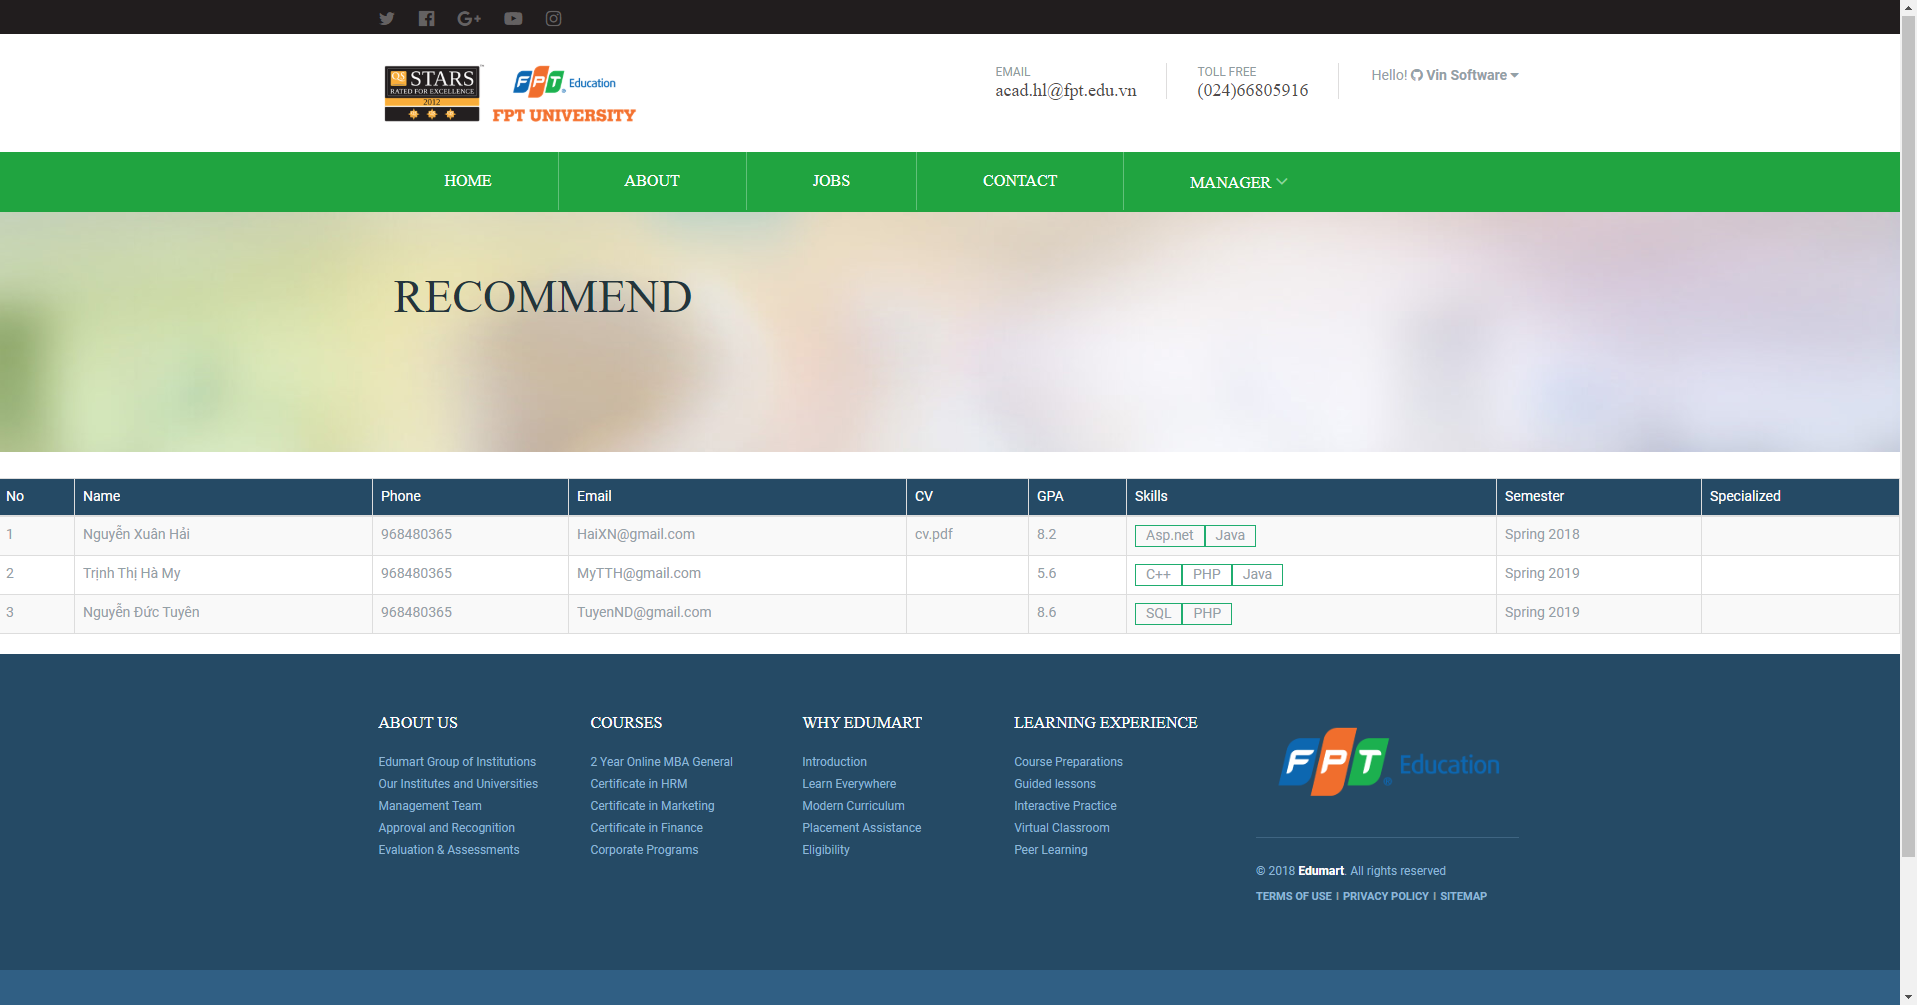 QS STARS
RATED FOR EXCELLENCE
2012
FPT Education
FPT UNIVERSITY
EMAIL
acad.hl@fpt.edu.vn
TOLL FREE
(024)66805916
Hello! Vin Software
HOME ABOUT JOBS CONTACT MANAGER
RECOMMEND
No Name Phone Email CV GPA Skills Semester Specialized
1 Nguyễn Xuân Hải 968480365 HaiXN@gmail.com cv.pdf 8.2 Asp.net Java Spring 2018
2 Trịnh Thị Hà My 968480365 MyTTH@gmail.com 5.6 C++ PHP Java Spring 2019
3 Nguyễn Đức Tuyên 968480365 TuyenND@gmail.com 8.6 SQL PHP Spring 2019
ABOUT US
Edumart Group of Institutions
Our Institutes and Universities
Management Team
Approval and Recognition
Evaluation & Assessments
COURSES
2 Year Online MBA General
Certificate in HRM
Certificate in Marketing
Certificate in Finance
Corporate Programs
WHY EDUMART
Introduction
Learn Everywhere
Modern Curriculum
Placement Assistance
Eligibility
LEARNING EXPERIENCE
Course Preparations
Guided lessons
Interactive Practice
Virtual Classroom
Peer Learning
FPT Education
© 2018 Edumart. All rights reserved
TERMS OF USE | PRIVACY POLICY | SITEMAP